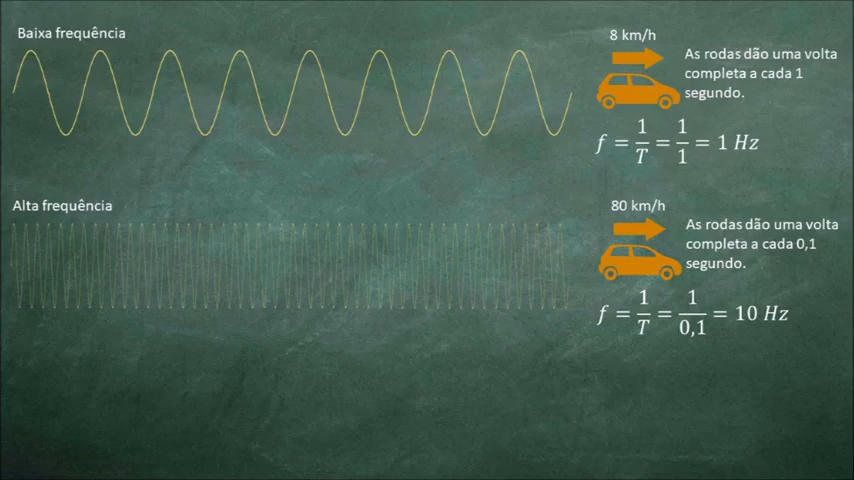 Baixa frequência
8 km/h
As rodas dão uma volta
completa a cada 1
segundo.
f = 1/T = 1/1 = 1 Hz
Alta frequência
80 km/h
As rodas dão uma volta
completa a cada 0,1
segundo.
f = 1/T = 1/0,1 = 10 Hz